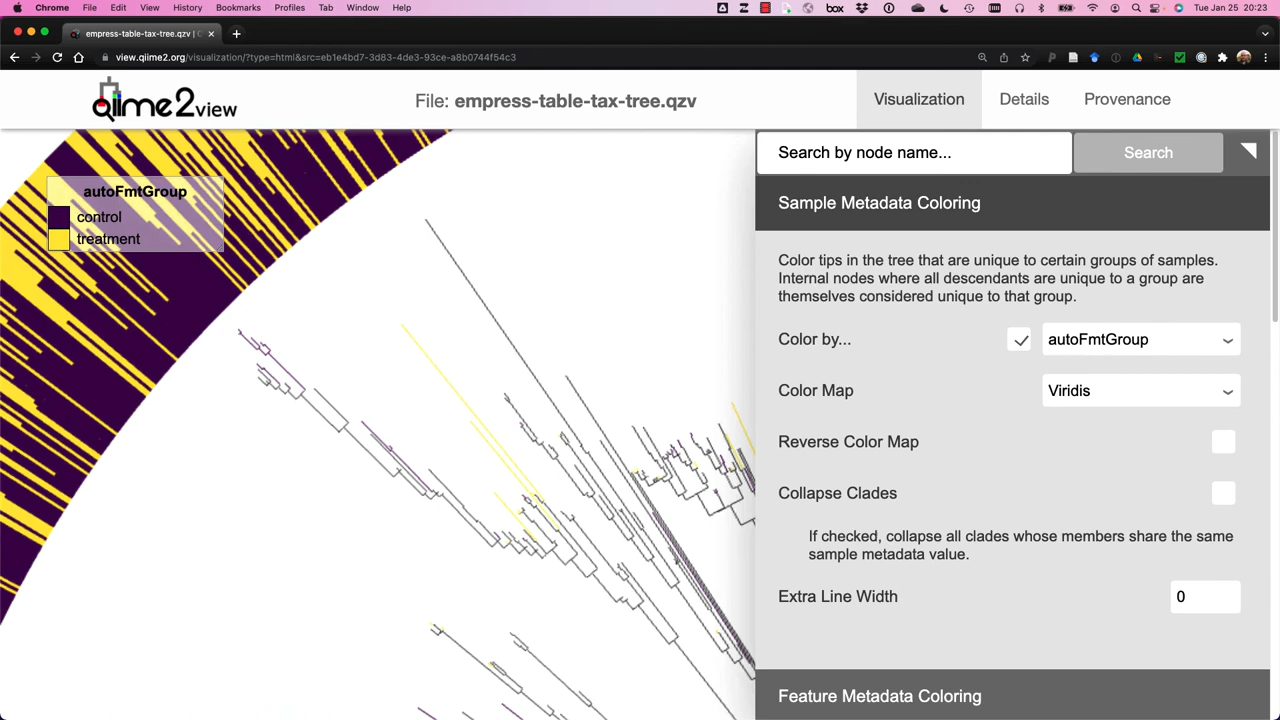 Chrome File Edit View History Bookmarks Profiles Tab Window Help box Tue Jan 25 20:23
empress-table-tax-tree.qzv |
view.qiime2.org/visualization/?type=html&src=eb1e4bd7-3d83-4de3-93ce-a8b0744f54c3
qiime2view
File: empress-table-tax-tree.qzv
Visualization Details Provenance
Search by node name... Search
autoFmtGroup
control
treatment
Sample Metadata Coloring
Color tips in the tree that are unique to certain groups of samples.
Internal nodes where all descendants are unique to a group are
themselves considered unique to that group.
Color by... autoFmtGroup
Color Map Viridis
Reverse Color Map
Collapse Clades
If checked, collapse all clades whose members share the same
sample metadata value.
Extra Line Width 0
Feature Metadata Coloring